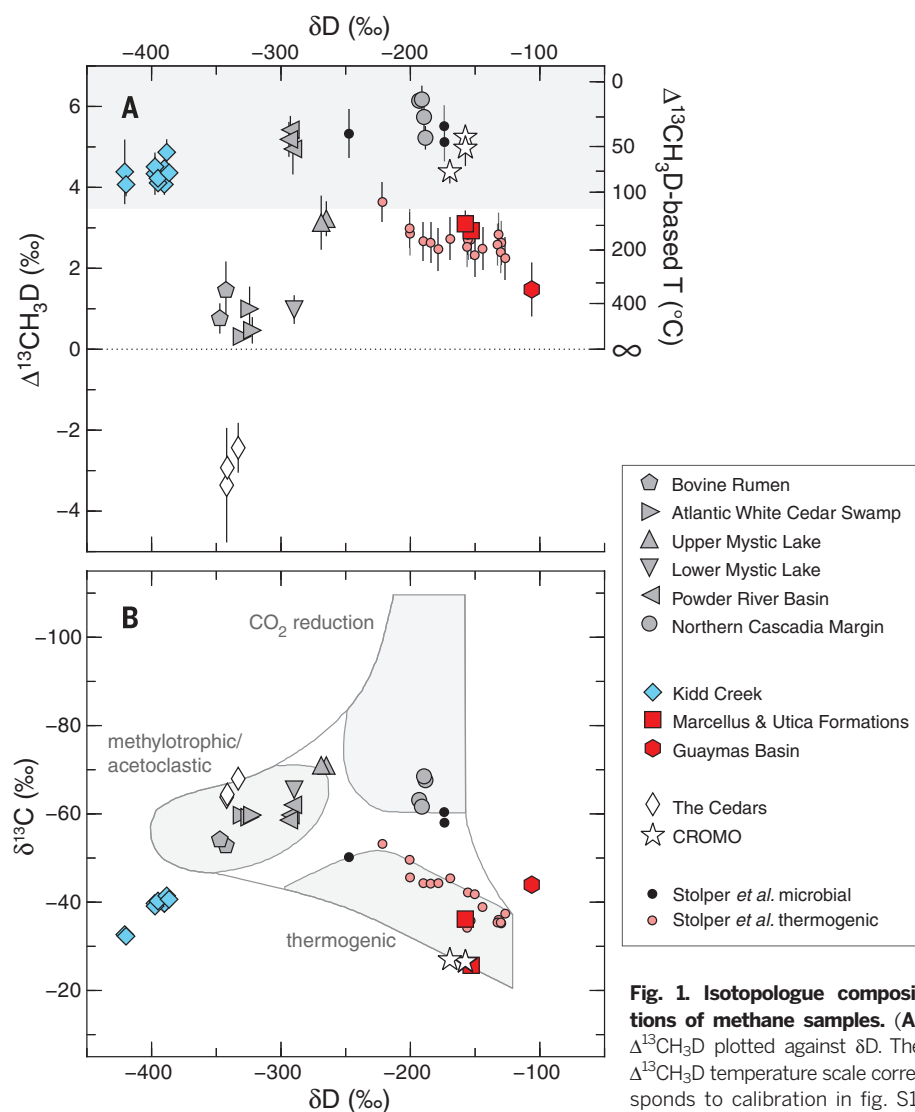 δD (‰)
−400 −300 −200 −100
A
6
4
2
0
−2
−4
Δ¹³CH₃D (‰)
0
50
100
200
400
∞
Δ¹³CH₃D-based T (°C)
B
CO₂ reduction
methylotrophic/
acetoclastic
thermogenic
-100
-80
-60
-40
-20
δ¹³C (‰)
−400 −300 −200 −100
δD (‰)
Bovine Rumen
Atlantic White Cedar Swamp
Upper Mystic Lake
Lower Mystic Lake
Powder River Basin
Northern Cascadia Margin
Kidd Creek
Marcellus & Utica Formations
Guaymas Basin
The Cedars
CROMO
Stolper et al. microbial
Stolper et al. thermogenic
Fig. 1. Isotopologue composi-
tions of methane samples. (A
Δ¹³CH₃D plotted against δD. The
Δ¹³CH₃D temperature scale corre-
sponds to calibration in fig. S1